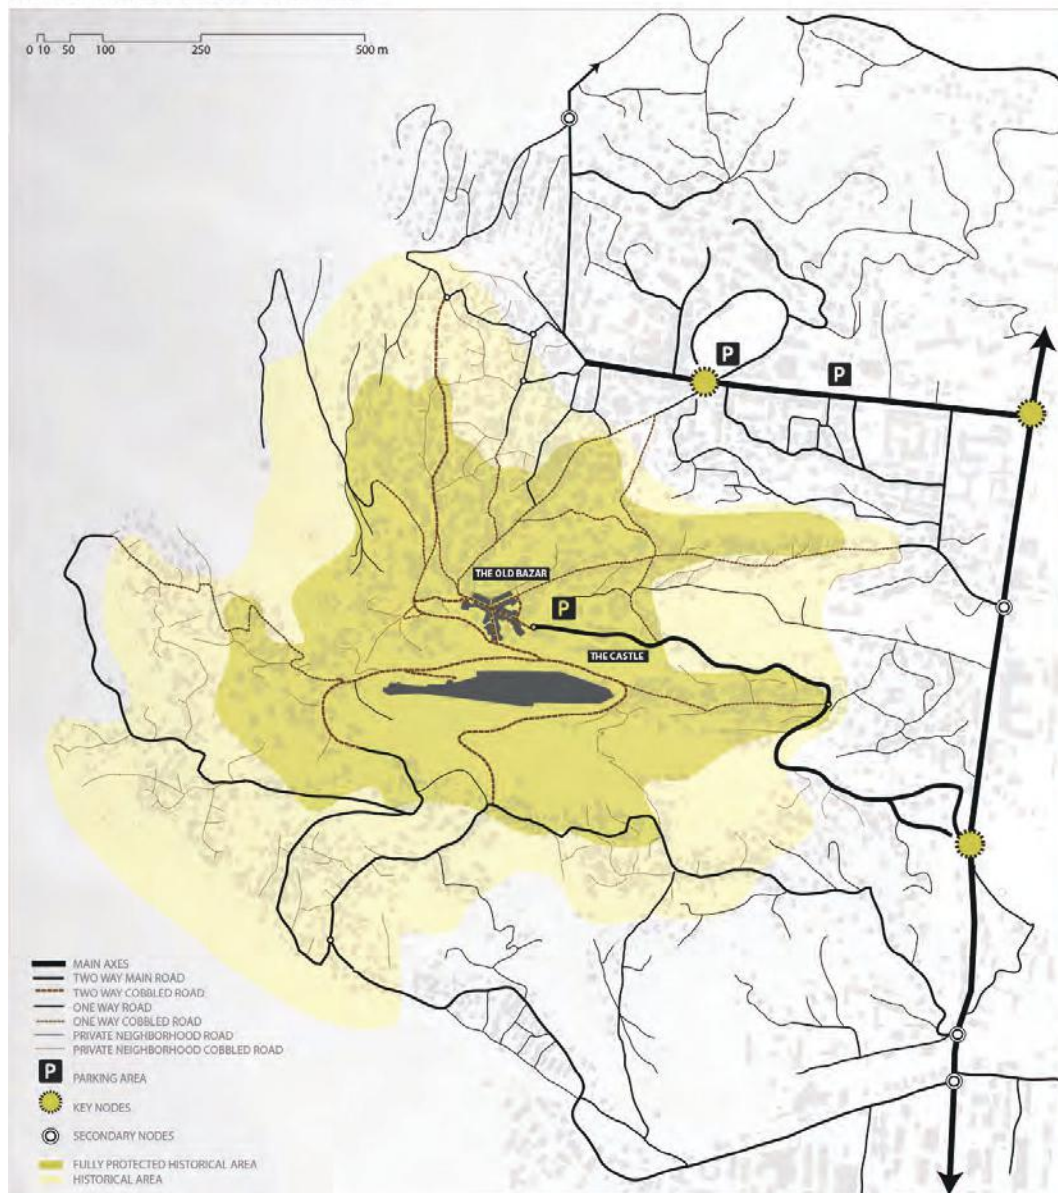 0 10 50 100 250 500 m
P
P
THE OLD BAZAR
P
THE CASTLE
MAIN AXES
TWO WAY MAIN ROAD
TWO WAY COBBLED ROAD
ONE WAY ROAD
ONE WAY COBBLED ROAD
PRIVATE NEIGHBORHOOD ROAD
PRIVATE NEIGHBORHOOD COBBLED ROAD
P PARKING AREA
KEY NODES
SECONDARY NODES
FULLY PROTECTED HISTORICAL AREA
HISTORICAL AREA